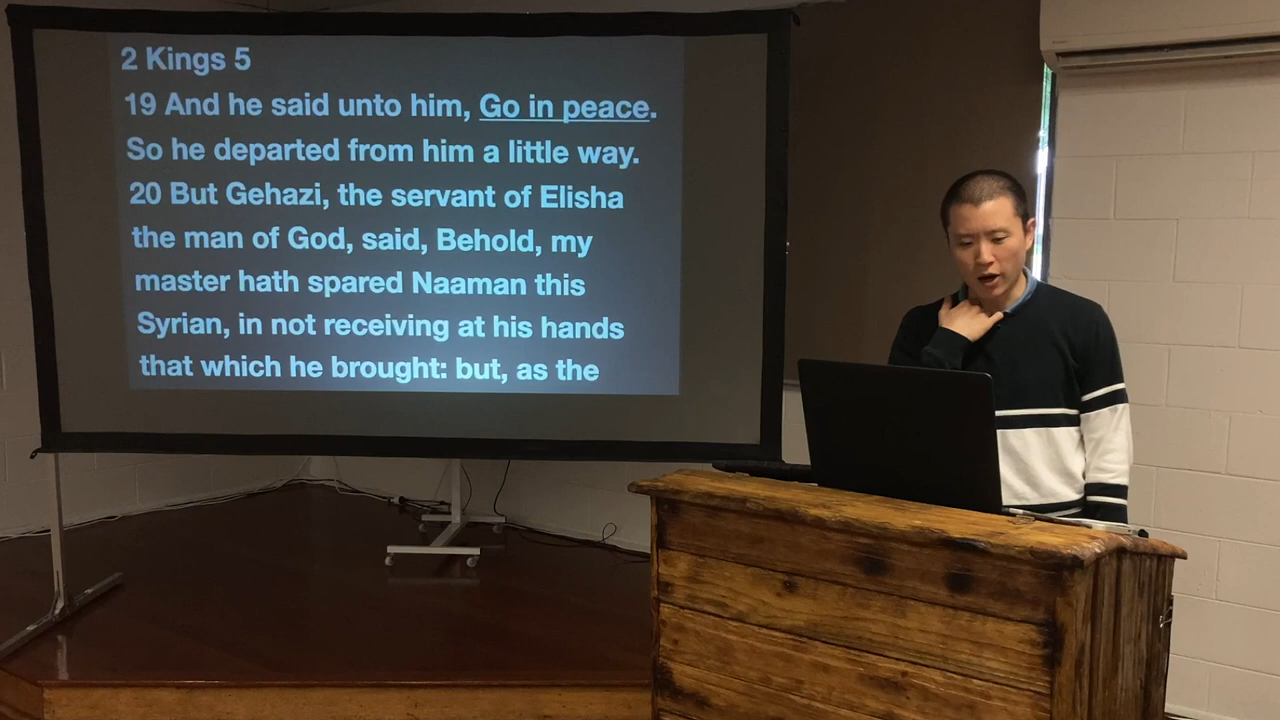 2 Kings 5
19 And he said unto him, Go in peace.
So he departed from him a little way.
20 But Gehazi, the servant of Elisha
the man of God, said, Behold, my
master hath spared Naaman this
Syrian, in not receiving at his hands
that which he brought: but, as the